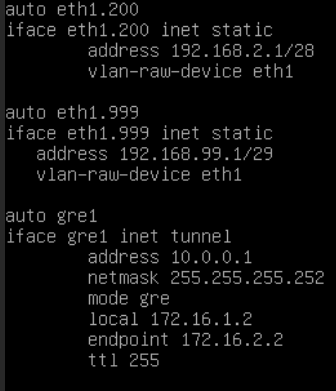 auto eth1.200
iface eth1.200 inet static
address 192.168.2.1/28
vlan-raw-device eth1
auto eth1.999
iface eth1.999 inet static
address 192.168.99.1/29
vlan-raw-device eth1
auto gre1
iface gre1 inet tunnel
address 10.0.0.1
netmask 255.255.255.252
mode gre
local 172.16.1.2
endpoint 172.16.2.2
ttl 255